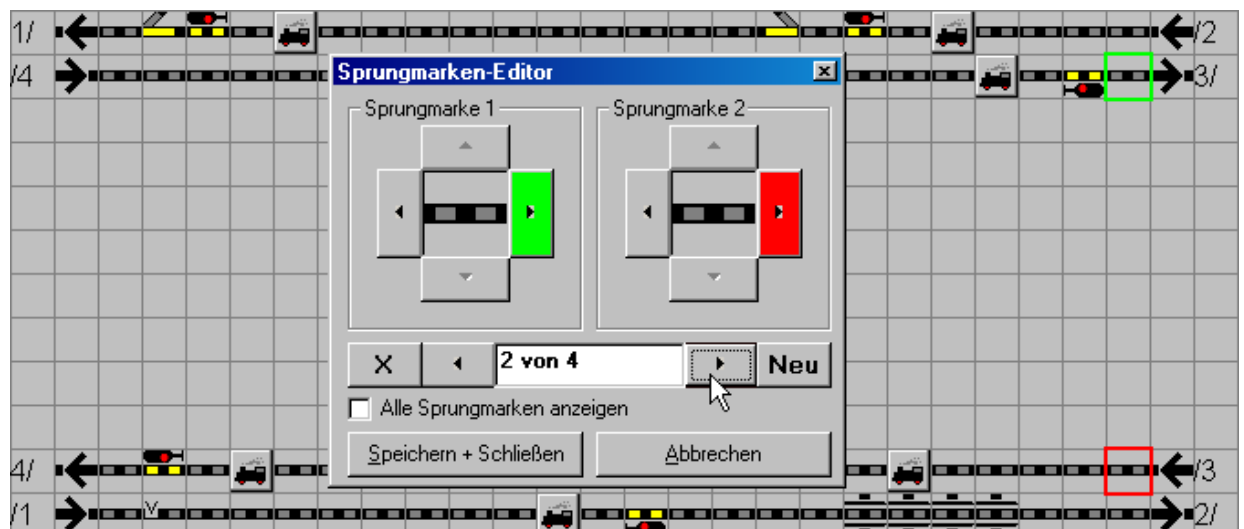 1/
/2
/4
3/
Sprungmarken-Editor
Sprungmarke 1
Sprungmarke 2
X
2 von 4
Neu
Alle Sprungmarken anzeigen
Speichern + Schließen
Abbrechen
4/
/3
/1
V
2/